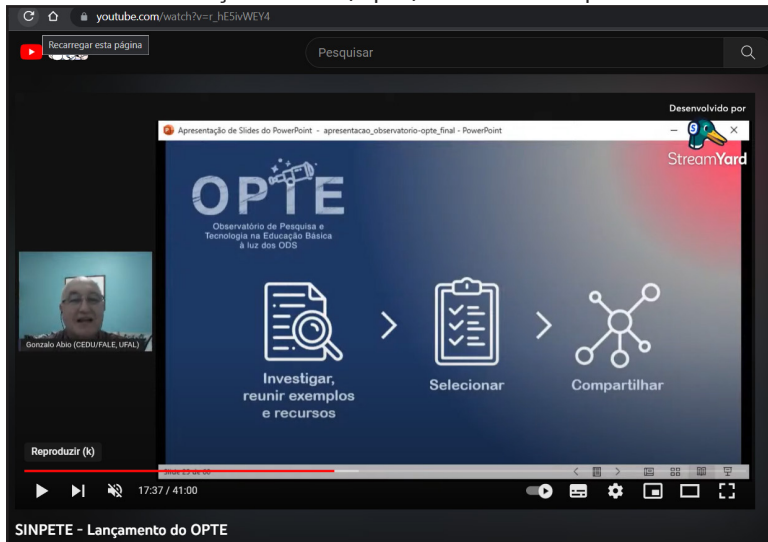 youtube.com/watch?v=r_hE5ivWEY4
Recarregar esta página
Pesquisar
Desenvolvido por
Apresentação de Slides do PowerPoint - apresentacao_observatorio-opte_final - PowerPoint
StreamYard
OPTE
Observatório de Pesquisa e
Tecnologia na Educação Básica
à luz dos ODS
Gonzalo Abio (CEDU/FALE, UFAL)
Investigar,
reunir exemplos
e recursos
Selecionar
Compartilhar
Reproduzir (k)
17:37 / 41:00
SINPETE - Lançamento do OPTE